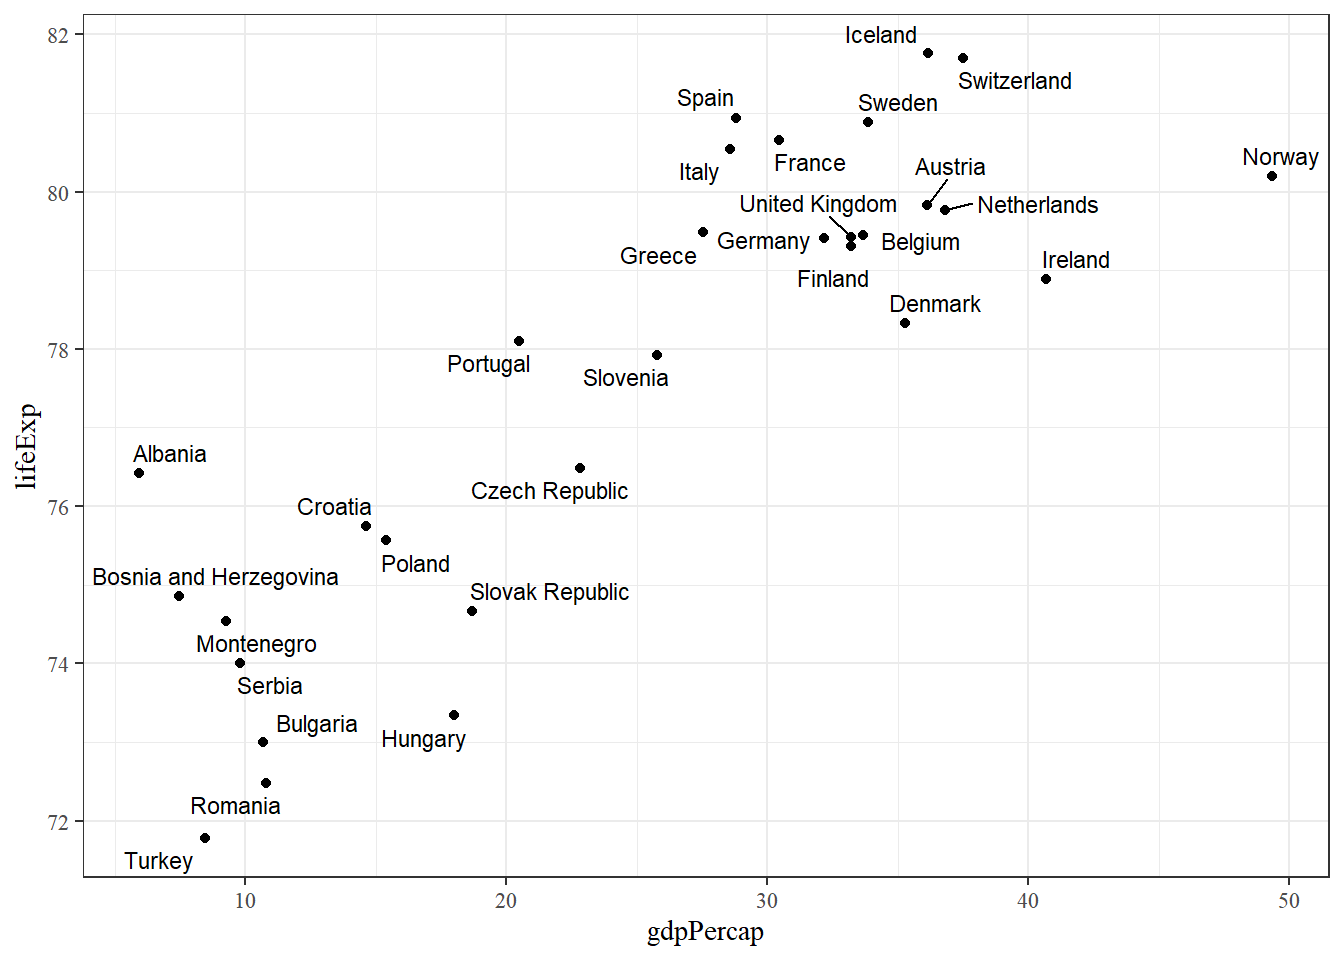 82
Iceland
Switzerland
Spain
Sweden
Norway
Italy
France
Austria
80
United Kingdom
Netherlands
Greece
Germany
Belgium
Ireland
Finland
Denmark
78
Portugal
Slovenia
lifeExp
Albania
Czech Republic
76
Croatia
Poland
Bosnia and Herzegovina
Slovak Republic
Montenegro
74
Serbia
Bulgaria
Hungary
Romania
72
Turkey
10 20 30 40 50
gdpPercap